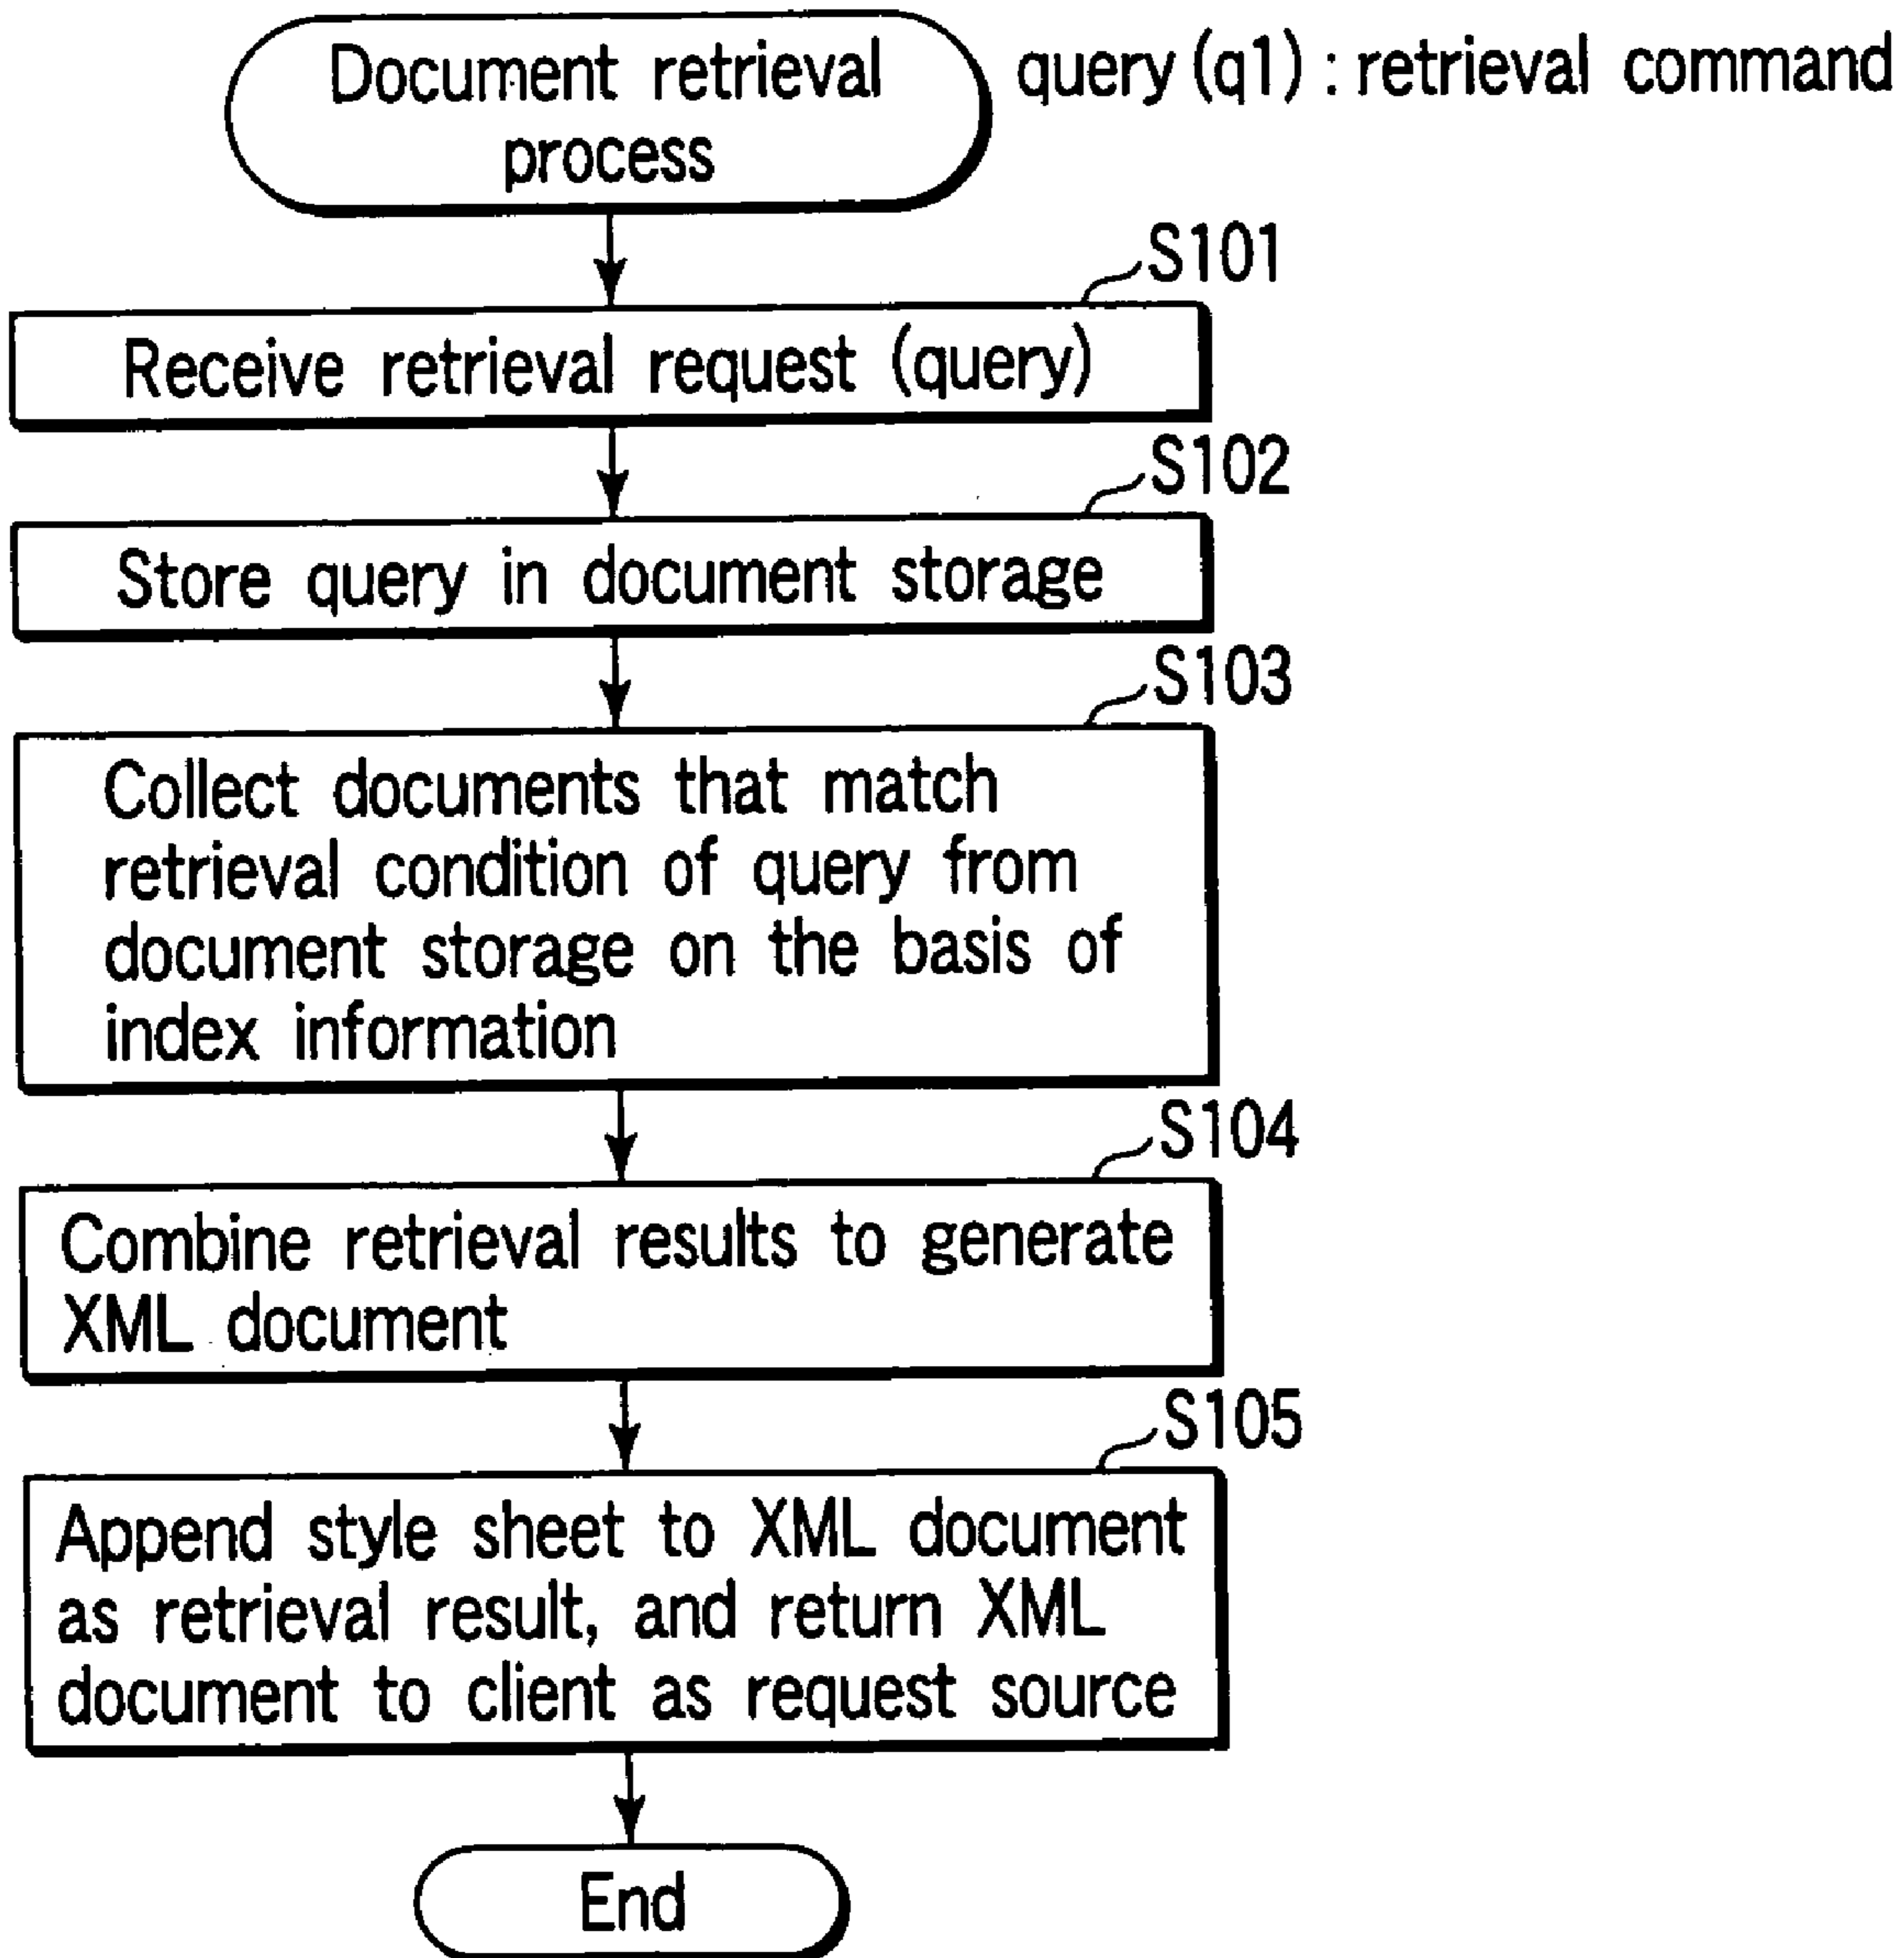 Document retrieval
process
query (q1) : retrieval command
S101
Receive retrieval request (query)
S102
Store query in document storage
S103
Collect documents that match
retrieval condition of query from
document storage on the basis of
index information
S104
Combine retrieval results to generate
XML document
S105
Append style sheet to XML document
as retrieval result, and return XML
document to client as request source
End